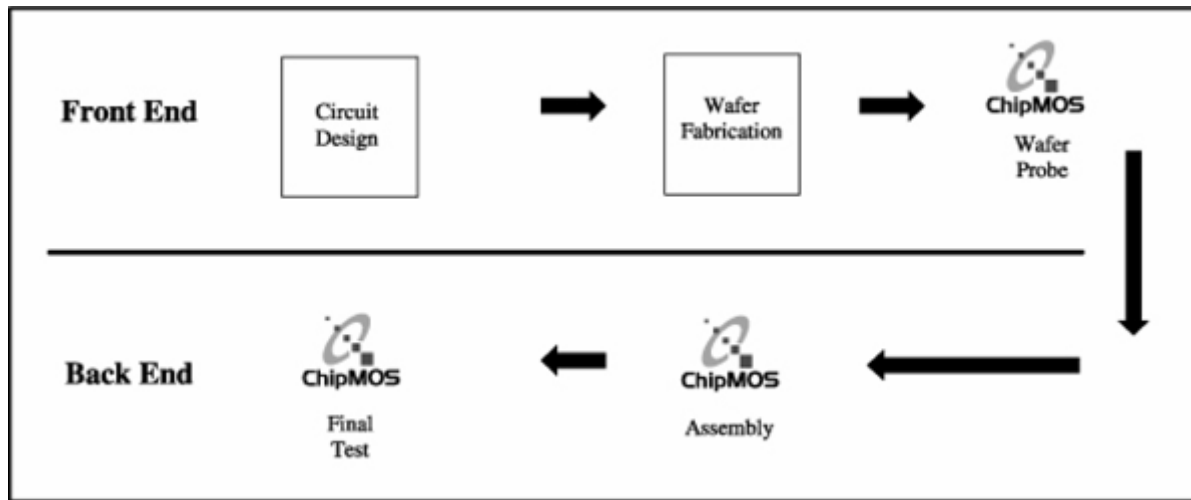 Front End
Circuit
Design
Wafer
Fabrication
ChipMOS
Wafer
Probe
Back End
ChipMOS
Final
Test
ChipMOS
Assembly